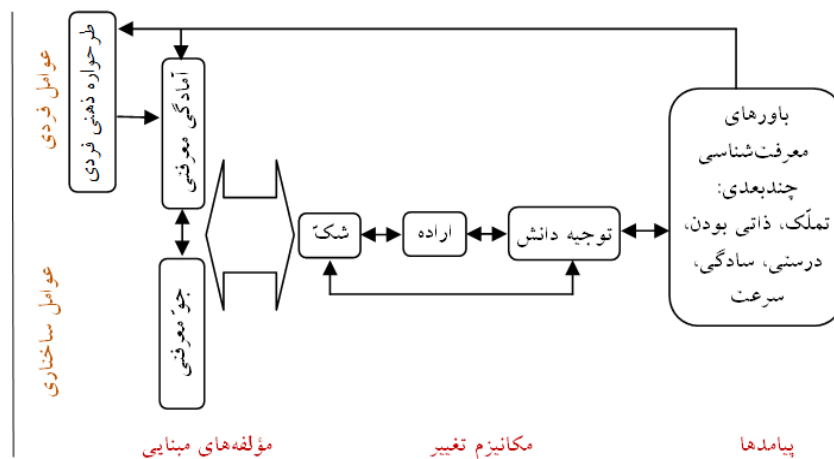 عوامل فردی
طرحواره ذهنی فردی
آمادگی معرفتی
باورهای
معرفت‌شناسی
چندبعدی:
تملّک، ذاتی بودن،
درستی، سادگی،
سرعت
توجیه دانش
اراده
شکّ
عوامل ساختاری
جوّ معرفتی
پیامدها
مکانیزم تغییر
مؤلفه‌های مبنایی